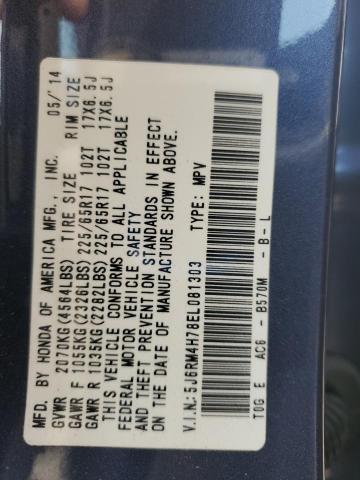 MFD. BY HONDA OF AMERICA MFG., INC. 05/'14
GVWR 2070KG(4564LBS) TIRE SIZE RIM SIZE
GAWR F 1055KG(2326LBS) 225/65R17 102T 17X6.5J
GAWR R 1035KG(2282LBS) 225/65R17 102T 17X6.5J
THIS VEHICLE CONFORMS TO ALL APPLICABLE
FEDERAL MOTOR VEHICLE SAFETY
AND THEFT PREVENTION STANDARDS IN EFFECT
ON THE DATE OF MANUFACTURE SHOWN ABOVE.
V.I.N.:5J6RM4H78EL081303 TYPE: MPV
T0G E AC6 - B570M - B - L